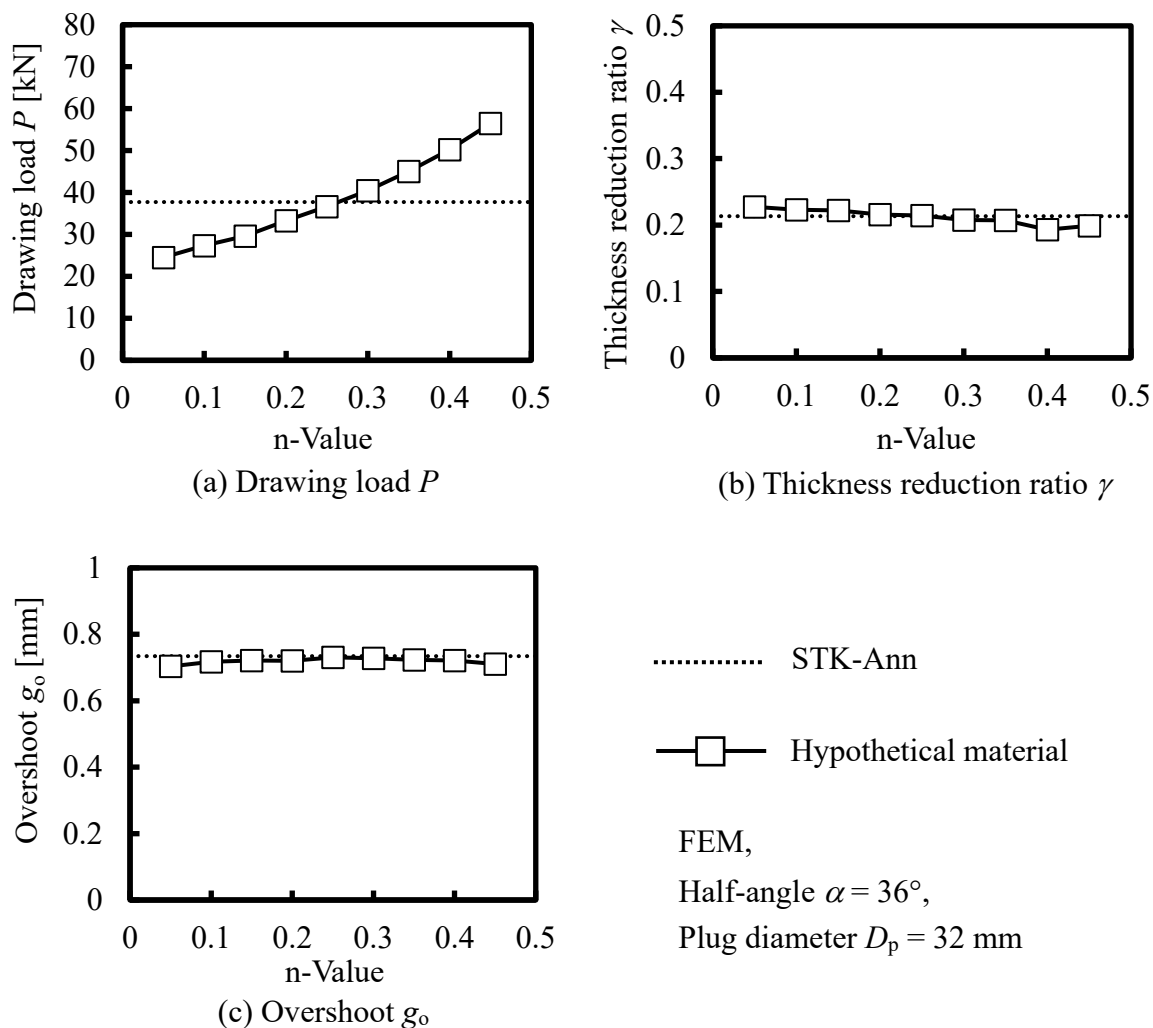 Drawing load P [kN]
80
70
60
50
40
30
20
10
0
0 0.1 0.2 0.3 0.4 0.5
n-Value
(a) Drawing load P
Thickness reduction ratio γ
0.5
0.4
0.3
0.2
0.1
0
0 0.1 0.2 0.3 0.4 0.5
n-Value
(b) Thickness reduction ratio γ
Overshoot gₒ [mm]
1
0.8
0.6
0.4
0.2
0
0 0.1 0.2 0.3 0.4 0.5
n-Value
(c) Overshoot gₒ
STK-Ann
Hypothetical material
FEM,
Half-angle α = 36°,
Plug diameter Dₚ = 32 mm